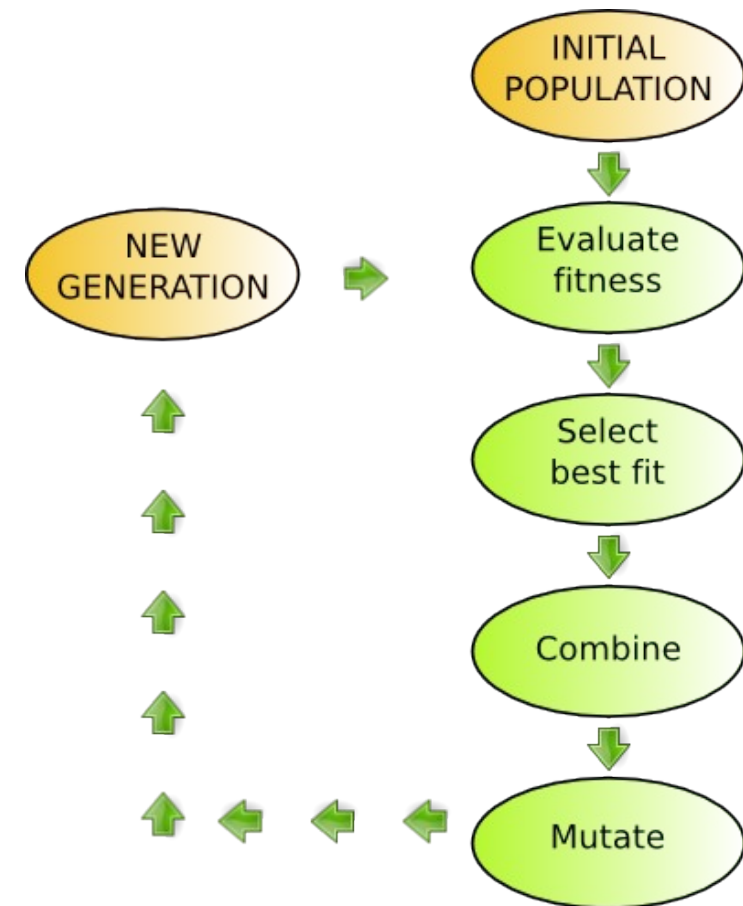 INITIAL
POPULATION
Evaluate
fitness
NEW
GENERATION
Select
best fit
Combine
Mutate